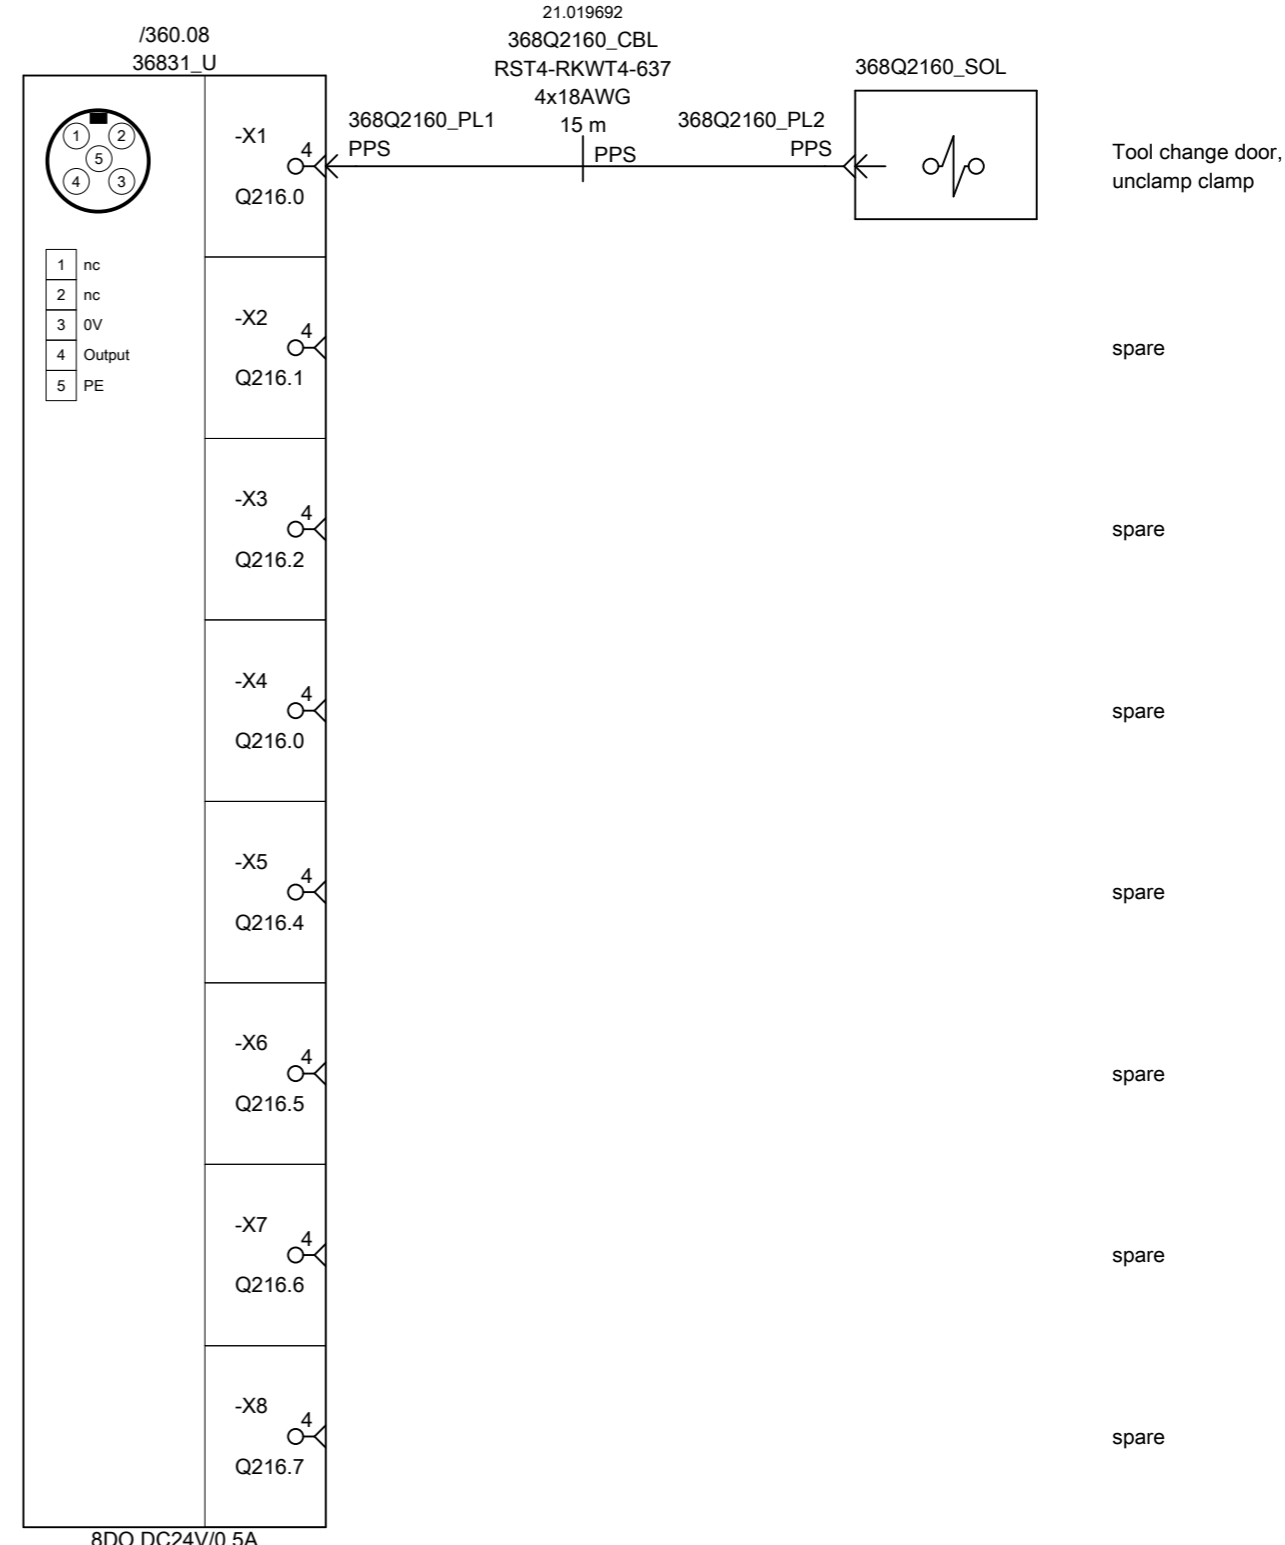 21.019692
/360.08
368Q2160_CBL
36831_U
RST4-RKWT4-637
368Q2160_SOL
4x18AWG
368Q2160_PL1
15 m
368Q2160_PL2
-X1
4
PPS
PPS
PPS
Q216.0
Tool change door,
unclamp clamp
1
2
5
4
3
1 nc
2 nc
3 0V
4 Output
5 PE
-X2
4
Q216.1
spare
-X3
4
Q216.2
spare
-X4
4
Q216.0
spare
-X5
4
Q216.4
spare
-X6
4
Q216.5
spare
-X7
4
Q216.6
spare
-X8
4
Q216.7
spare
8DO DC24V/0.5A